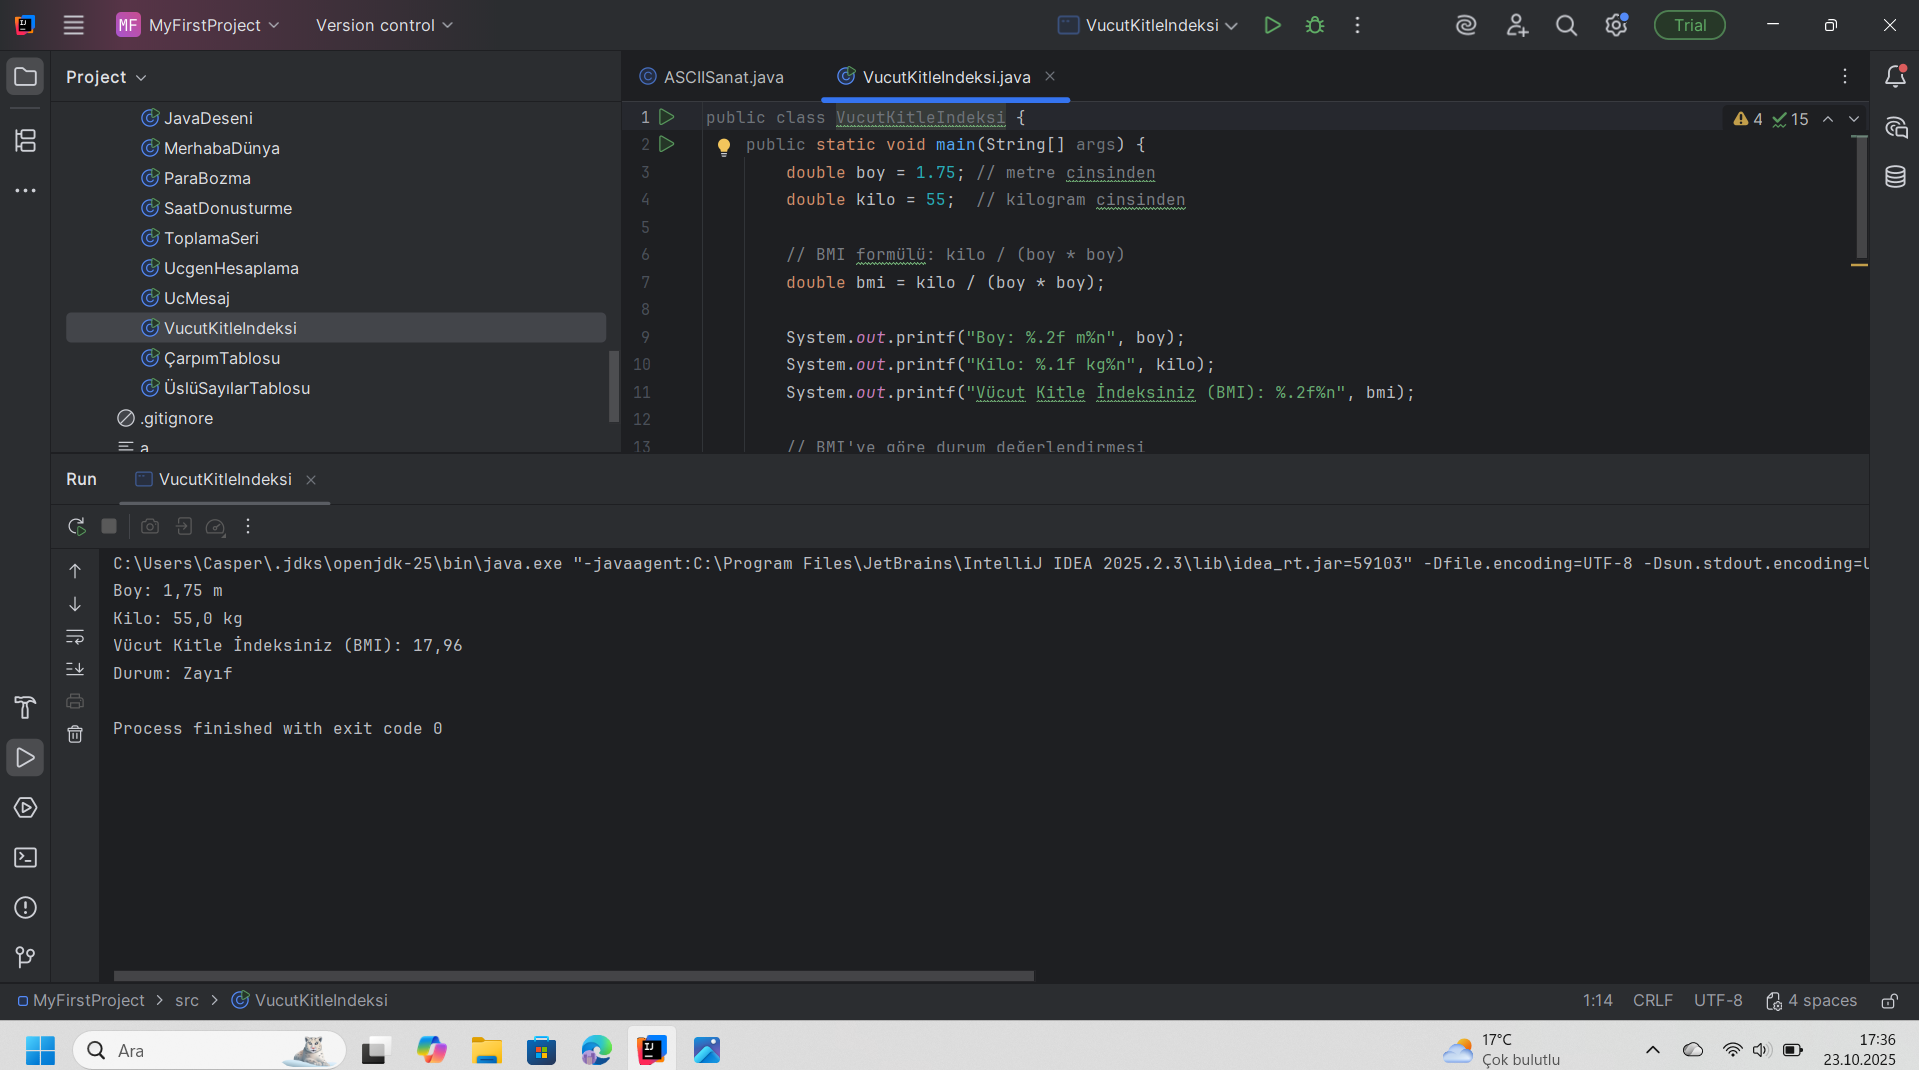 MF MyFirstProject Version control VucutKitleIndeksi Trial
Project
JavaDeseni
MerhabaDünya
ParaBozma
SaatDonusturme
ToplamaSeri
UcgenHesaplama
UcMesaj
VucutKitleIndeksi
ÇarpımTablosu
ÜslüSayılarTablosu
.gitignore
a
ASCIISanat.java VucutKitleIndeksi.java
4 15
1 public class VucutKitleIndeksi {
2 public static void main(String[] args) {
3 double boy = 1.75; // metre cinsinden
4 double kilo = 55;  // kilogram cinsinden
5
6 // BMI formülü: kilo / (boy * boy)
7 double bmi = kilo / (boy * boy);
8
9 System.out.printf("Boy: %.2f m%n", boy);
10 System.out.printf("Kilo: %.1f kg%n", kilo);
11 System.out.printf("Vücut Kitle İndeksiniz (BMI): %.2f%n", bmi);
12
13 // BMI'ye göre durum değerlendirmesi
Run VucutKitleIndeksi
C:\Users\Casper\.jdks\openjdk-25\bin\java.exe "-javaagent:C:\Program Files\JetBrains\IntelliJ IDEA 2025.2.3\lib\idea_rt.jar=59103" -Dfile.encoding=UTF-8 -Dsun.stdout.encoding=U
Boy: 1,75 m
Kilo: 55,0 kg
Vücut Kitle İndeksiniz (BMI): 17,96
Durum: Zayıf
Process finished with exit code 0
MyFirstProject > src > VucutKitleIndeksi
1:14 CRLF UTF-8 4 spaces
Ara
17°C
Çok bulutlu
17:36
23.10.2025